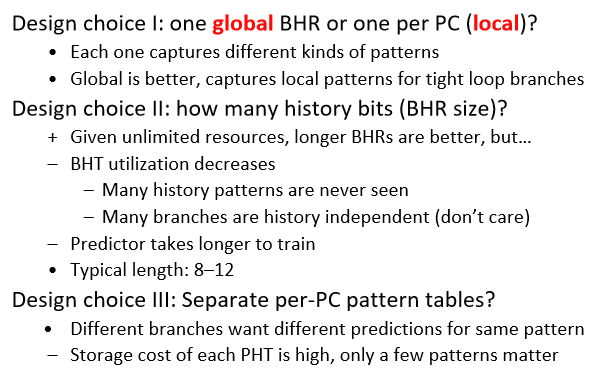 Design choice I: one global BHR or one per PC (local)?
• Each one captures different kinds of patterns
• Global is better, captures local patterns for tight loop branches
Design choice II: how many history bits (BHR size)?
+ Given unlimited resources, longer BHRs are better, but…
– BHT utilization decreases
– Many history patterns are never seen
– Many branches are history independent (don’t care)
– Predictor takes longer to train
• Typical length: 8–12
Design choice III: Separate per-PC pattern tables?
• Different branches want different predictions for same pattern
– Storage cost of each PHT is high, only a few patterns matter